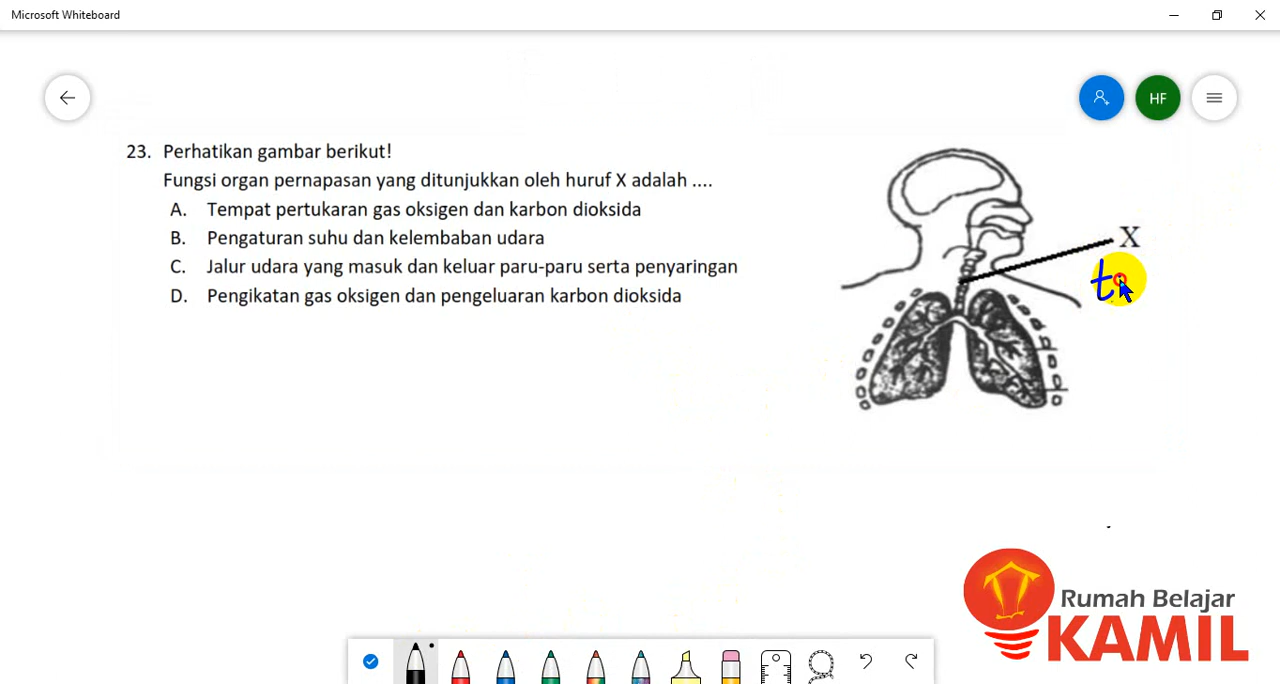 Microsoft Whiteboard
HF
23. Perhatikan gambar berikut!
Fungsi organ pernapasan yang ditunjukkan oleh huruf X adalah ....
A. Tempat pertukaran gas oksigen dan karbon dioksida
B. Pengaturan suhu dan kelembaban udara
C. Jalur udara yang masuk dan keluar paru-paru serta penyaringan
D. Pengikatan gas oksigen dan pengeluaran karbon dioksida
X
Rumah Belajar
KAMIL